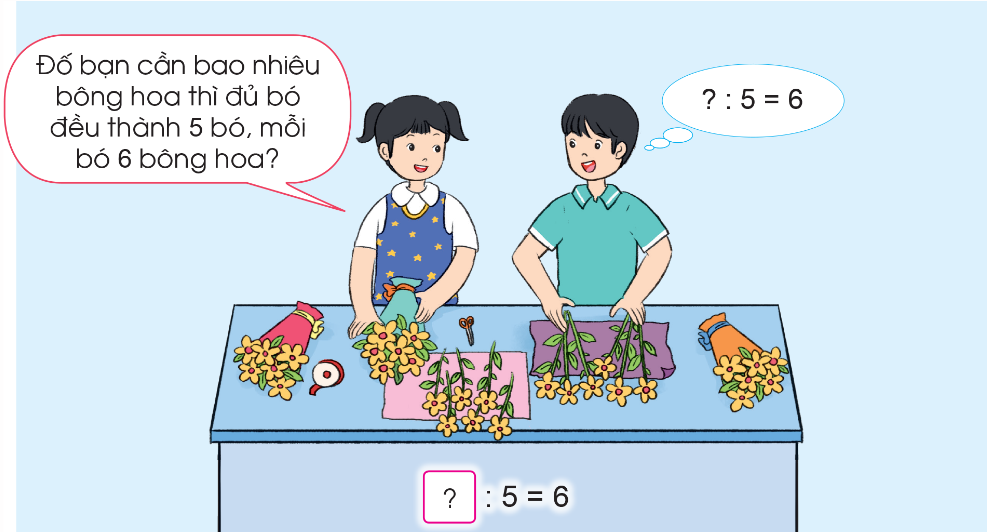 Đố bạn cần bao nhiêu
bông hoa thì đủ bó
đều thành 5 bó, mỗi
bó 6 bông hoa?
? : 5 = 6
? : 5 = 6